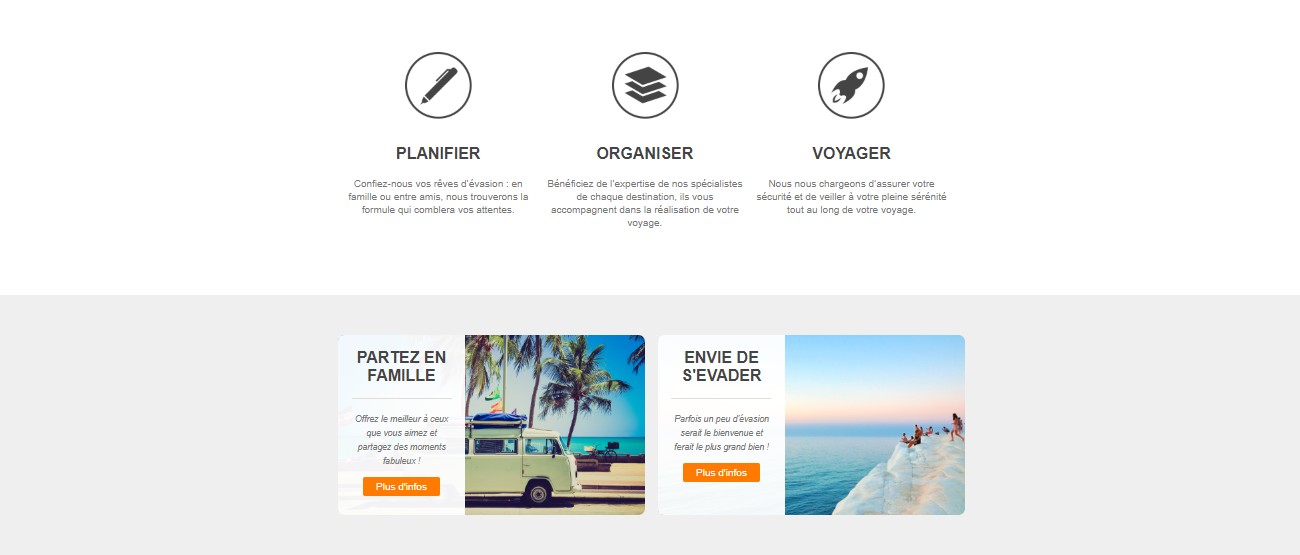 PLANIFIER
Confiez-nous vos rêves d'évasion : en
famille ou entre amis, nous trouverons la
formule qui comblera vos attentes.
ORGANISER
Bénéficiez de l'expertise de nos spécialistes
de chaque destination, ils vous
accompagnent dans la réalisation de votre
voyage.
VOYAGER
Nous nous chargeons d'assurer votre
sécurité et de veiller à votre pleine sérénité
tout au long de votre voyage.
PARTEZ EN
FAMILLE
Offrez le meilleur à ceux
que vous aimez et
partagez des moments
fabuleux !
Plus d'infos
ENVIE DE
S'EVADER
Parfois un peu d'évasion
serait le bienvenue et
ferait le plus grand bien !
Plus d'infos